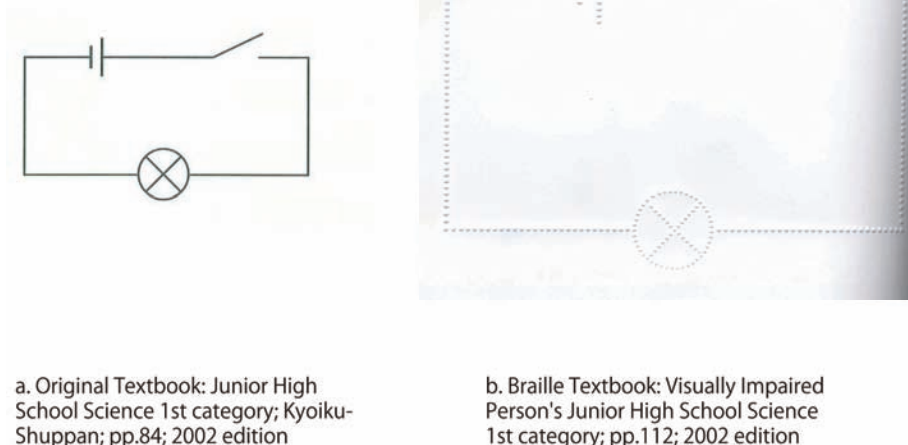 a. Original Textbook: Junior High
School Science 1st category; Kyoiku-
Shuppan; pp.84; 2002 edition
b. Braille Textbook: Visually Impaired
Person's Junior High School Science
1st category; pp.112; 2002 edition